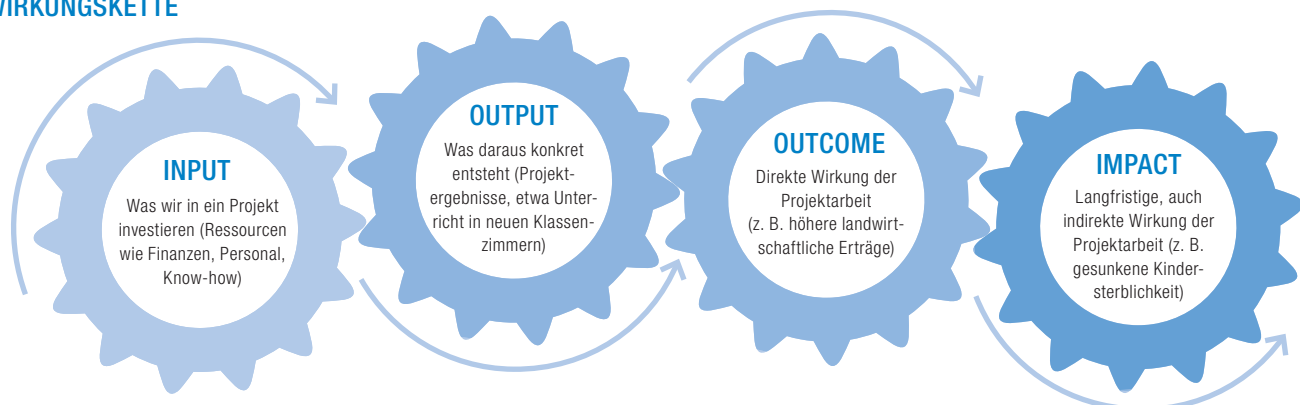 WIRKUNGSKETTE
INPUT
Was wir in ein Projekt
investieren (Ressourcen
wie Finanzen, Personal,
Know-how)
OUTPUT
Was daraus konkret
entsteht (Projekt-
ergebnisse, etwa Unter-
richt in neuen Klassen-
zimmern)
OUTCOME
Direkte Wirkung der
Projektarbeit
(z. B. höhere landwirt-
schaftliche Erträge)
IMPACT
Langfristige, auch
indirekte Wirkung der
Projektarbeit (z. B.
gesunkene Kinder-
sterblichkeit)